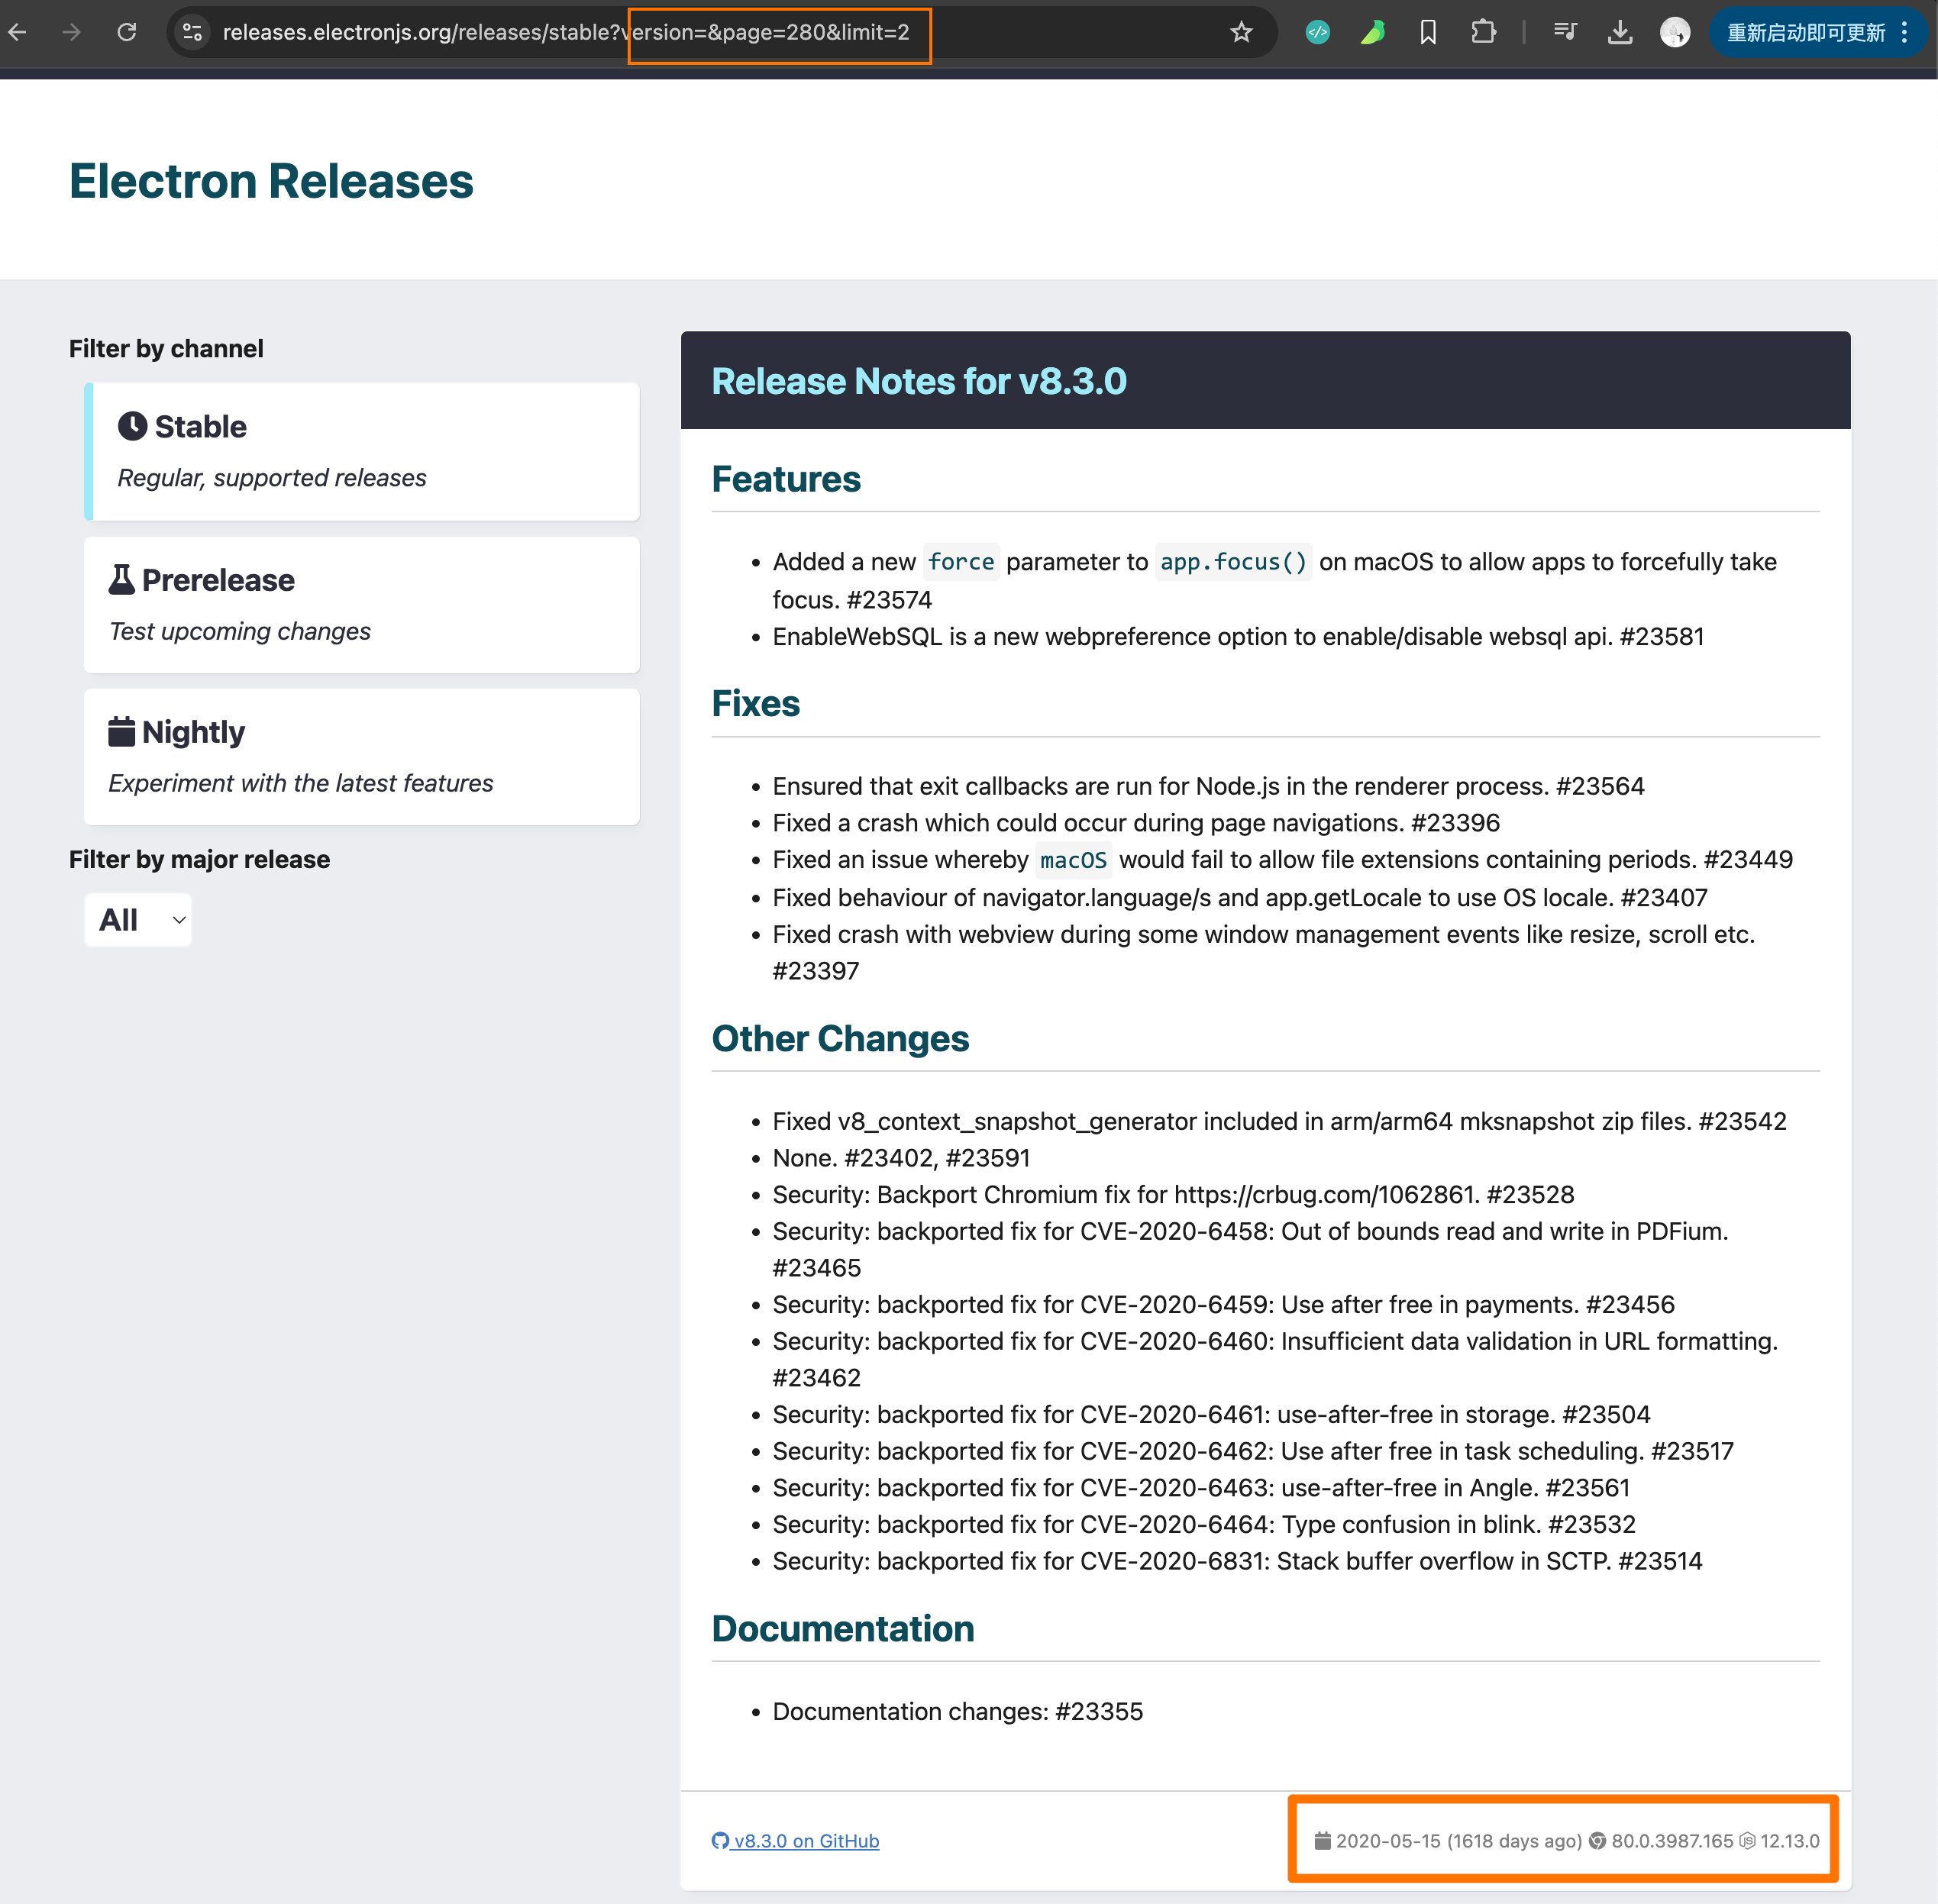 releases.electronjs.org/releases/stable?version=&page=280&limit=2
重新启动即可更新
Electron Releases
Filter by channel
Stable
Regular, supported releases
Prerelease
Test upcoming changes
Nightly
Experiment with the latest features
Filter by major release
All
Release Notes for v8.3.0
Features
• Added a new force parameter to app.focus() on macOS to allow apps to forcefully take
focus. #23574
• EnableWebSQL is a new webpreference option to enable/disable websql api. #23581
Fixes
• Ensured that exit callbacks are run for Node.js in the renderer process. #23564
• Fixed a crash which could occur during page navigations. #23396
• Fixed an issue whereby macOS would fail to allow file extensions containing periods. #23449
• Fixed behaviour of navigator.language/s and app.getLocale to use OS locale. #23407
• Fixed crash with webview during some window management events like resize, scroll etc.
#23397
Other Changes
• Fixed v8_context_snapshot_generator included in arm/arm64 mksnapshot zip files. #23542
• None. #23402, #23591
• Security: Backport Chromium fix for https://crbug.com/1062861. #23528
• Security: backported fix for CVE-2020-6458: Out of bounds read and write in PDFium.
#23465
• Security: backported fix for CVE-2020-6459: Use after free in payments. #23456
• Security: backported fix for CVE-2020-6460: Insufficient data validation in URL formatting.
#23462
• Security: backported fix for CVE-2020-6461: use-after-free in storage. #23504
• Security: backported fix for CVE-2020-6462: Use after free in task scheduling. #23517
• Security: backported fix for CVE-2020-6463: use-after-free in Angle. #23561
• Security: backported fix for CVE-2020-6464: Type confusion in blink. #23532
• Security: backported fix for CVE-2020-6831: Stack buffer overflow in SCTP. #23514
Documentation
• Documentation changes: #23355
v8.3.0 on GitHub
2020-05-15 (1618 days ago) 80.0.3987.165 12.13.0